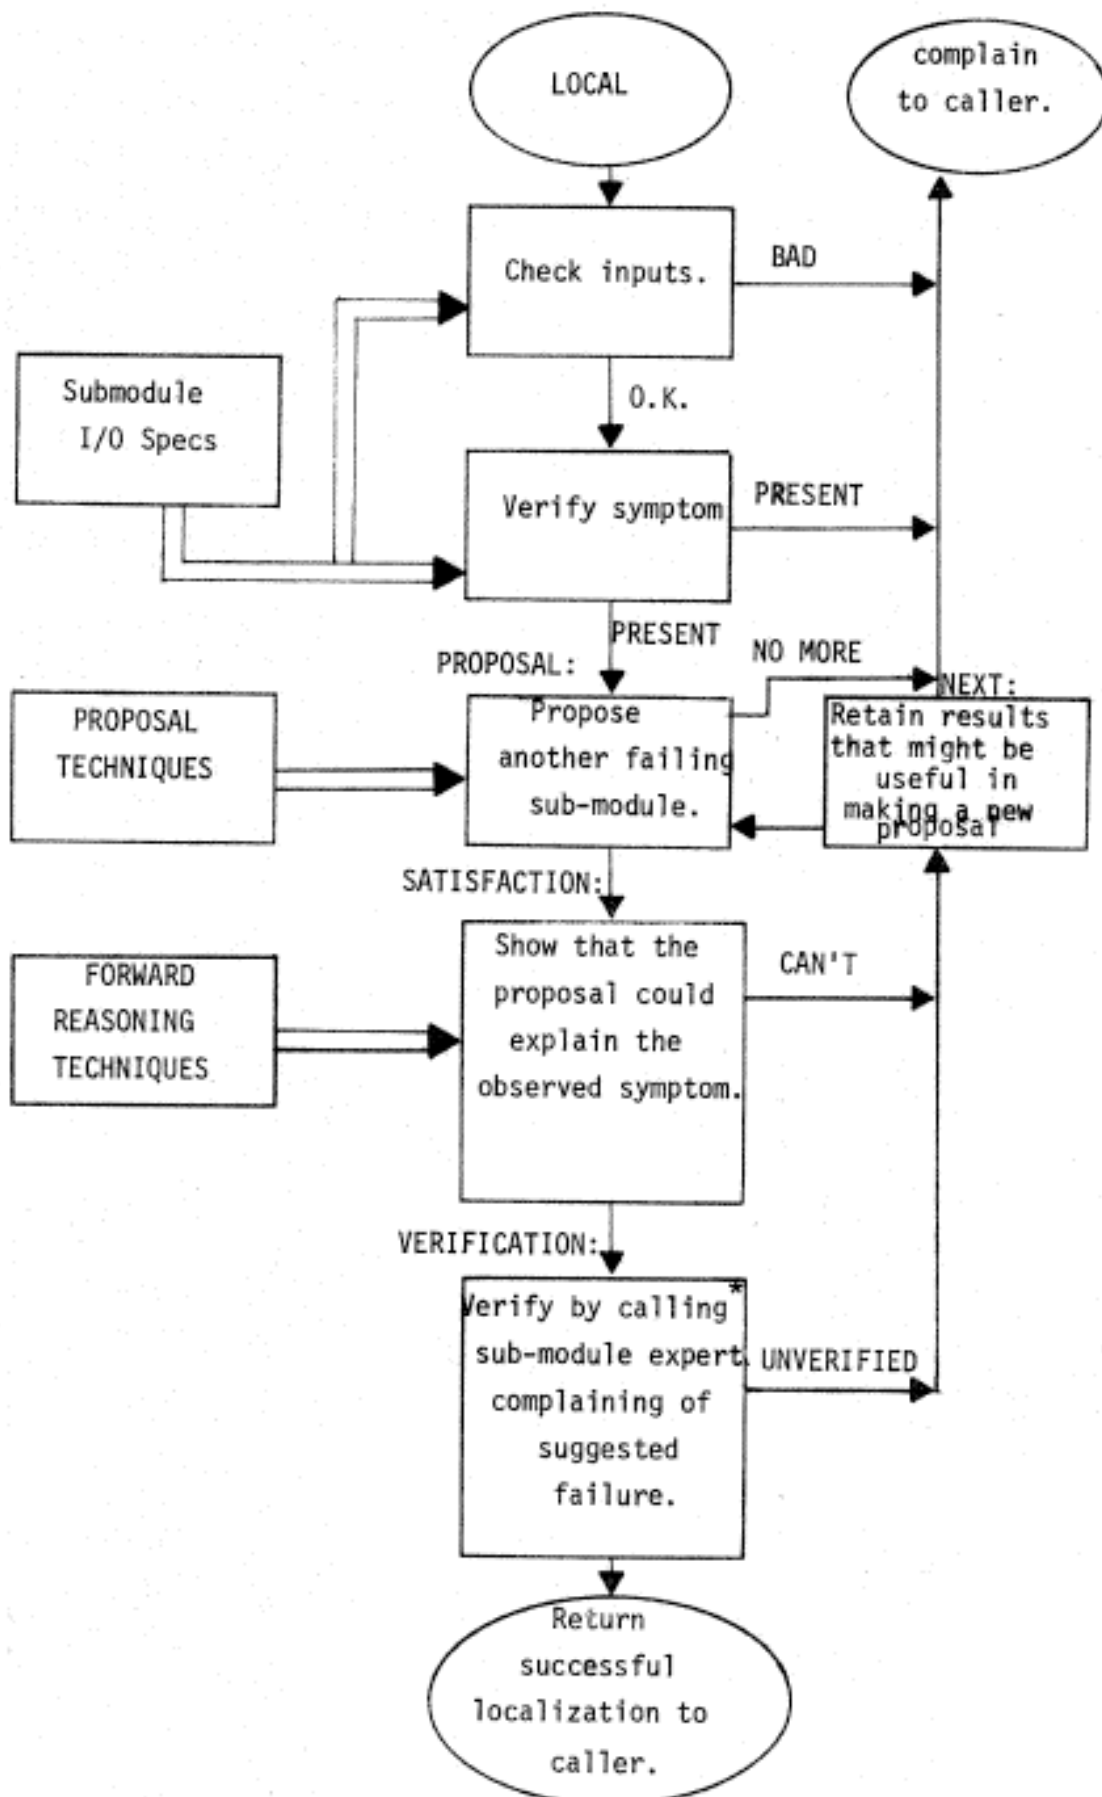 LOCAL
complain
to caller.
Check inputs.
BAD
O.K.
Submodule
I/O Specs
Verify symptom
PRESENT
PRESENT
PROPOSAL:
NO MORE
NEXT:
PROPOSAL
TECHNIQUES
Propose
another failing
sub-module.
Retain results
that might be
useful in
making a new
proposal
SATISFACTION:
FORWARD
REASONING
TECHNIQUES
Show that the
proposal could
explain the
observed symptom.
CAN'T
VERIFICATION:
Verify by calling*
sub-module expert.
complaining of
suggested
failure.
UNVERIFIED
Return
successful
localization to
caller.